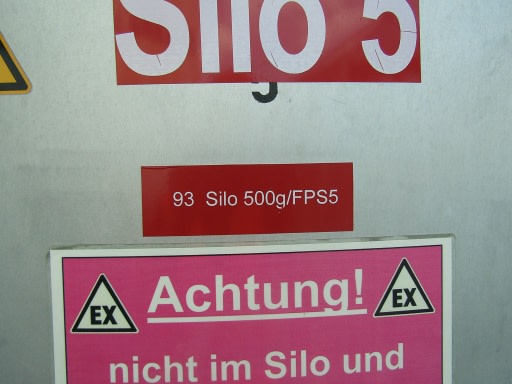 Silo 5
g
93 Silo 500g/FPS5
EX Achtung! EX
nicht im Silo und